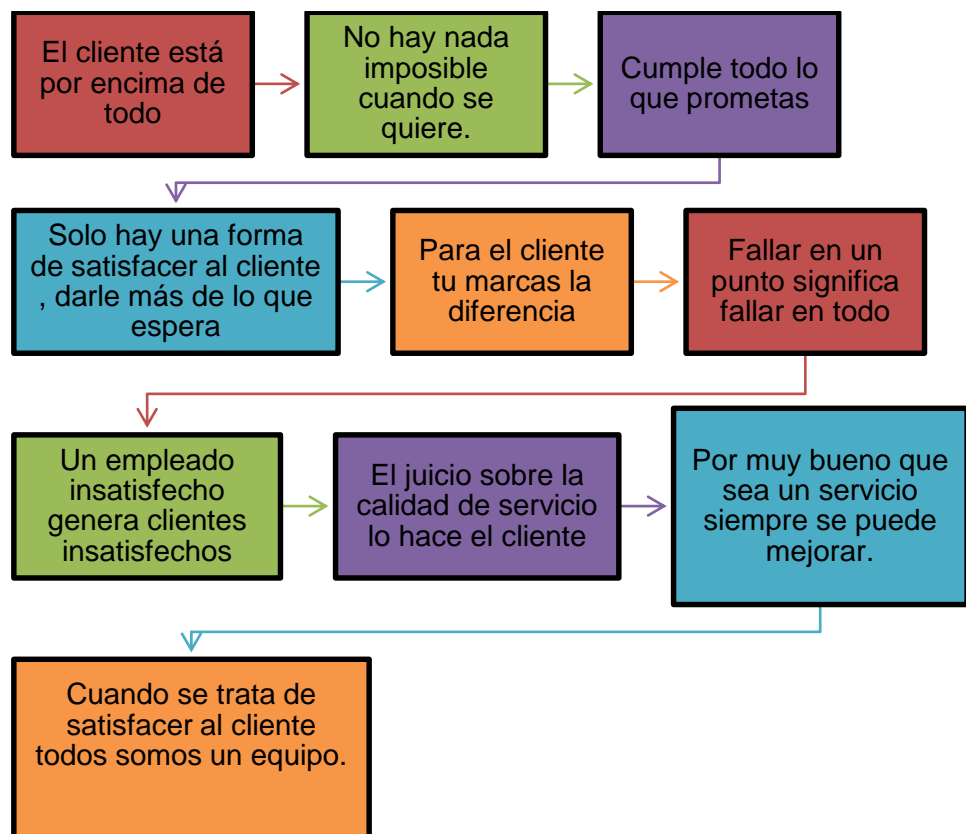 El cliente está
por encima de
todo
No hay nada
imposible
cuando se
quiere.
Cumple todo lo
que prometas
Solo hay una forma
de satisfacer al cliente
, darle más de lo que
espera
Para el cliente
tu marcas la
diferencia
Fallar en un
punto significa
fallar en todo
Un empleado
insatisfecho
genera clientes
insatisfechos
El juicio sobre la
calidad de servicio
lo hace el cliente
Por muy bueno que
sea un servicio
siempre se puede
mejorar.
Cuando se trata de
satisfacer al cliente
todos somos un equipo.